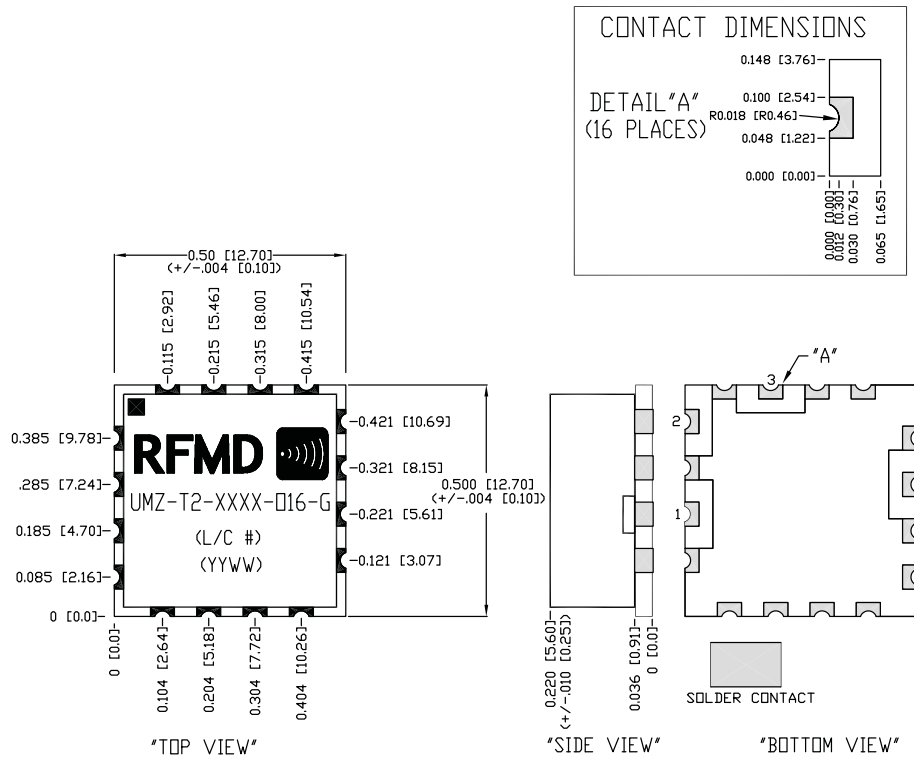 CONTACT DIMENSIONS
0.148 [3.76]
0.100 [2.54]
DETAIL"A"
(16 PLACES)
R0.018 [R0.46]
0.048 [1.22]
0.000 [0.00]
0.000 [0.00]
0.012 [0.30]
0.030 [0.76]
0.065 [1.65]
0.50 [12.70]
(+/-.004 [0.10])
0.115 [2.92]
0.215 [5.46]
0.315 [8.00]
0.415 [10.54]
"A"
3
2
1
0.385 [9.78]
.285 [7.24]
0.185 [4.70]
0.085 [2.16]
0 [0.0]
RFMD
UMZ-T2-XXXX-O16-G
(L/C #)
(YYWW)
0.421 [10.69]
0.321 [8.15]
0.221 [5.61]
0.121 [3.07]
0.500 [12.70]
(+/-.004 [0.10])
0 [0.0]
0.104 [2.64]
0.204 [5.18]
0.304 [7.72]
0.404 [10.26]
0.220 [5.60]
(+/-.010 [0.25])
0.036 [0.91]
0 [0.0]
SOLDER CONTACT
"TOP VIEW"
"SIDE VIEW"
"BOTTOM VIEW"